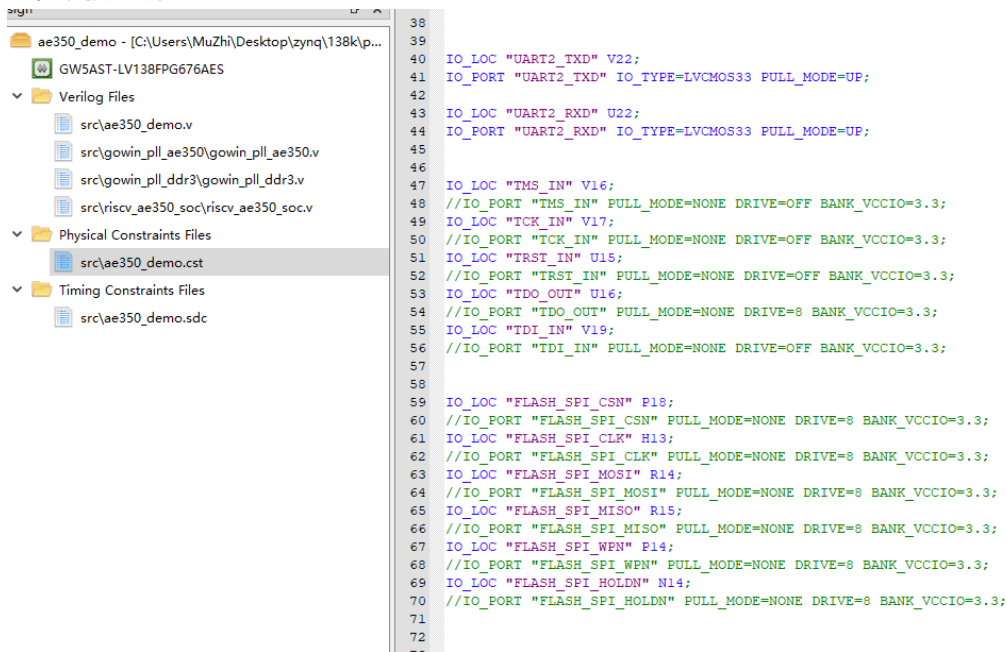 sign
ae350_demo - [C:\Users\MuZhi\Desktop\zynq\138k\p...
GW5AST-LV138FPG676AES
Verilog Files
src\ae350_demo.v
src\gowin_pll_ae350\gowin_pll_ae350.v
src\gowin_pll_ddr3\gowin_pll_ddr3.v
src\riscv_ae350_soc\riscv_ae350_soc.v
Physical Constraints Files
src\ae350_demo.cst
Timing Constraints Files
src\ae350_demo.sdc
38
39
40 IO_LOC "UART2_TXD" V22;
41 IO_PORT "UART2_TXD" IO_TYPE=LVCMOS33 PULL_MODE=UP;
42
43 IO_LOC "UART2_RXD" U22;
44 IO_PORT "UART2_RXD" IO_TYPE=LVCMOS33 PULL_MODE=UP;
45
46
47 IO_LOC "TMS_IN" V16;
48 //IO_PORT "TMS_IN" PULL_MODE=NONE DRIVE=OFF BANK_VCCIO=3.3;
49 IO_LOC "TCK_IN" V17;
50 //IO_PORT "TCK_IN" PULL_MODE=NONE DRIVE=OFF BANK_VCCIO=3.3;
51 IO_LOC "TRST_IN" U15;
52 //IO_PORT "TRST_IN" PULL_MODE=NONE DRIVE=OFF BANK_VCCIO=3.3;
53 IO_LOC "TDO_OUT" U16;
54 //IO_PORT "TDO_OUT" PULL_MODE=NONE DRIVE=8 BANK_VCCIO=3.3;
55 IO_LOC "TDI_IN" V19;
56 //IO_PORT "TDI_IN" PULL_MODE=NONE DRIVE=OFF BANK_VCCIO=3.3;
57
58
59 IO_LOC "FLASH_SPI_CSN" P18;
60 //IO_PORT "FLASH_SPI_CSN" PULL_MODE=NONE DRIVE=8 BANK_VCCIO=3.3;
61 IO_LOC "FLASH_SPI_CLK" H13;
62 //IO_PORT "FLASH_SPI_CLK" PULL_MODE=NONE DRIVE=8 BANK_VCCIO=3.3;
63 IO_LOC "FLASH_SPI_MOSI" R14;
64 //IO_PORT "FLASH_SPI_MOSI" PULL_MODE=NONE DRIVE=8 BANK_VCCIO=3.3;
65 IO_LOC "FLASH_SPI_MISO" R15;
66 //IO_PORT "FLASH_SPI_MISO" PULL_MODE=NONE DRIVE=8 BANK_VCCIO=3.3;
67 IO_LOC "FLASH_SPI_WPN" P14;
68 //IO_PORT "FLASH_SPI_WPN" PULL_MODE=NONE DRIVE=8 BANK_VCCIO=3.3;
69 IO_LOC "FLASH_SPI_HOLDN" N14;
70 //IO_PORT "FLASH_SPI_HOLDN" PULL_MODE=NONE DRIVE=8 BANK_VCCIO=3.3;
71
72